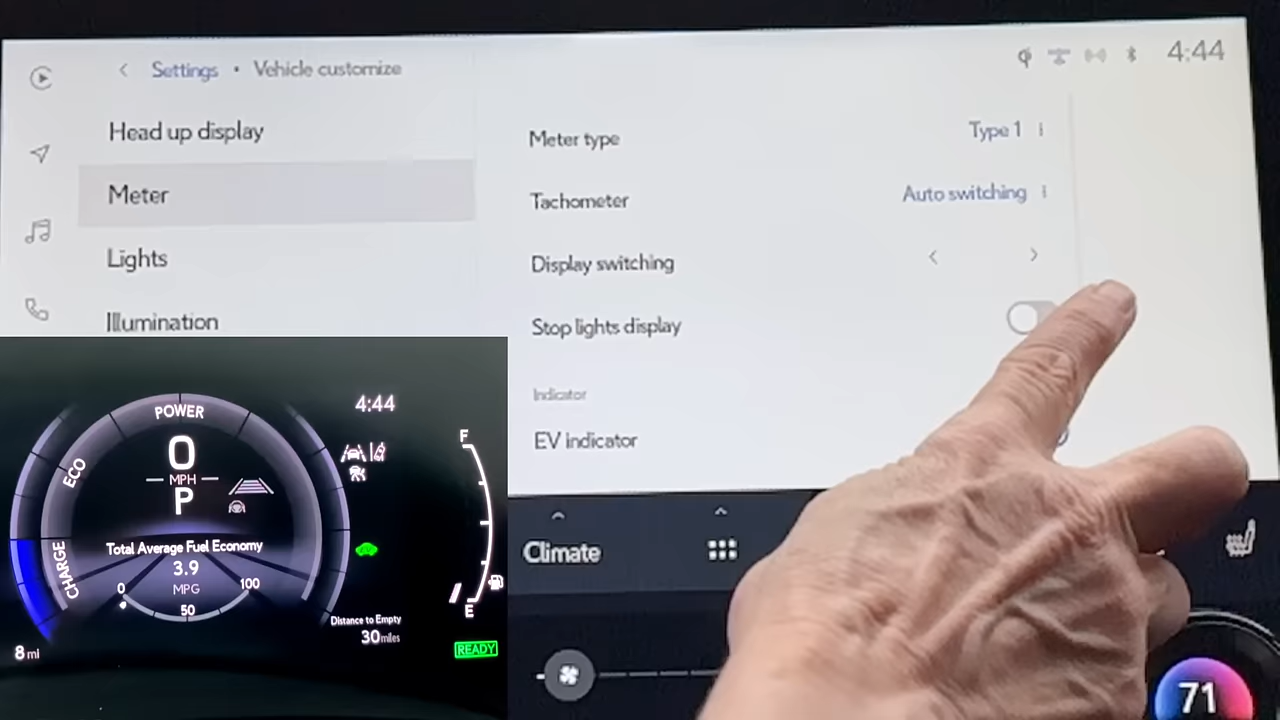 Settings • Vehicle customize
4:44
Head up display
Meter
Lights
Illumination
Meter type
Type 1
Tachometer
Auto switching
Display switching
Stop lights display
Indicator
EV indicator
Climate
71
POWER
ECO
CHARGE
0
MPH
P
Total Average Fuel Economy
3.9
MPG
0
50
100
8 mi
4:44
F
E
Distance to Empty
30 miles
READY